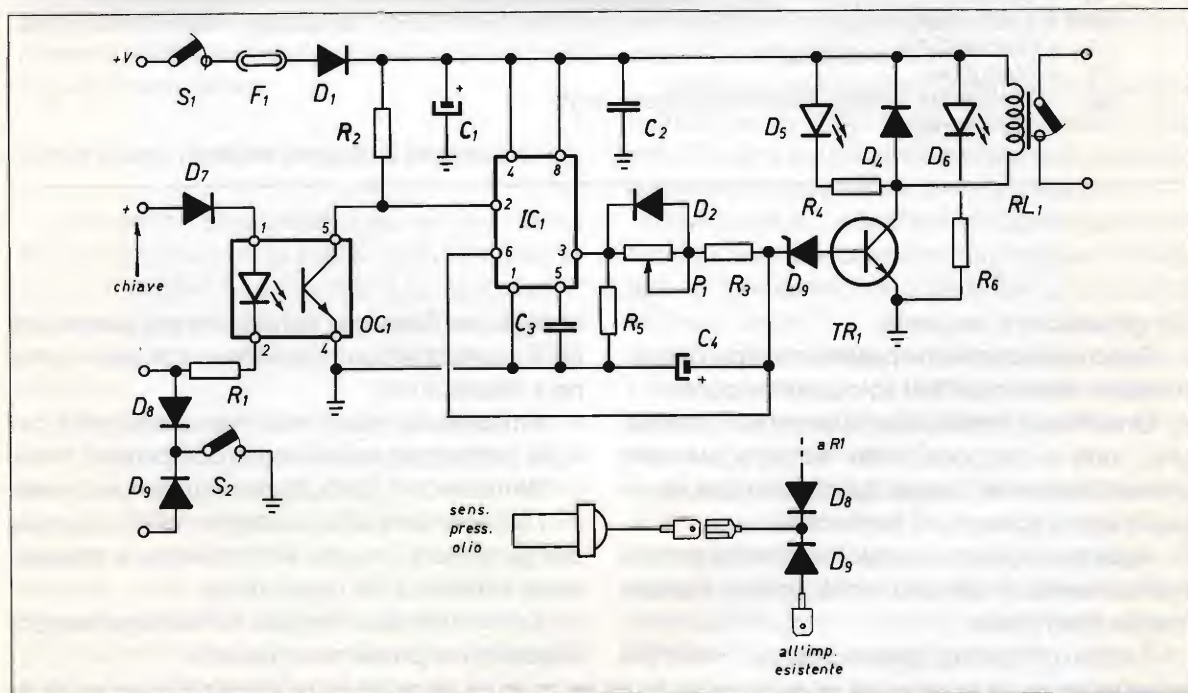 +V
S1
F1
D1
R2
C1
+
C2
D5
D4
D6
R4
RL1
4
8
2
IC1
6
3
1
5
D2
P1
R3
D9
R6
TR1
D7
+
chiave
1
5
OC1
2
4
R1
C3
R5
C4
+
D8
S2
D9
sens.
press.
olio
a R1
D8
D9
all'imp.
esistente